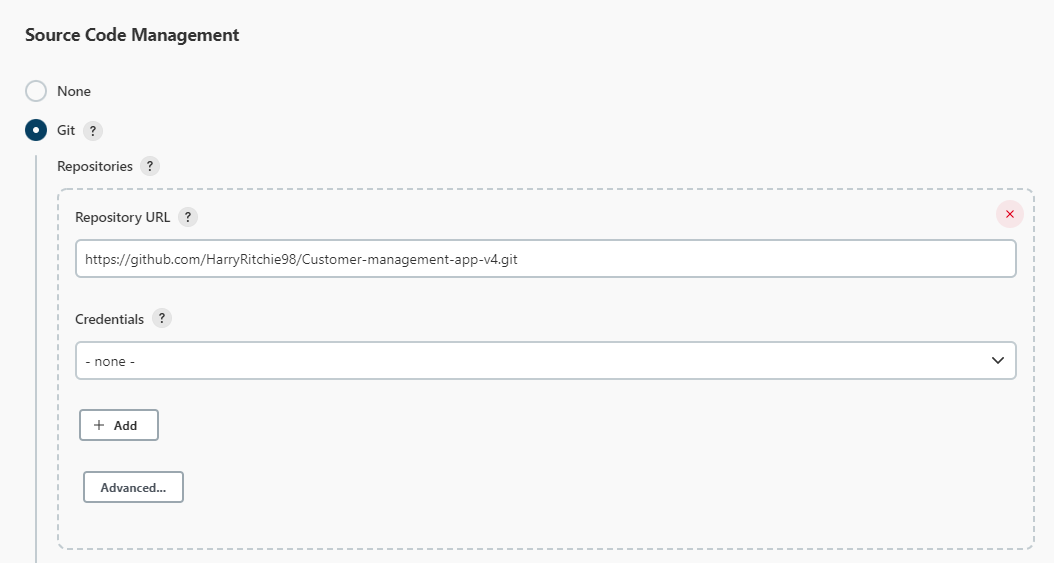 Source Code Management
None
Git ?
Repositories ?
Repository URL ?
https://github.com/HarryRitchie98/Customer-management-app-v4.git
Credentials ?
- none -
+ Add
Advanced...